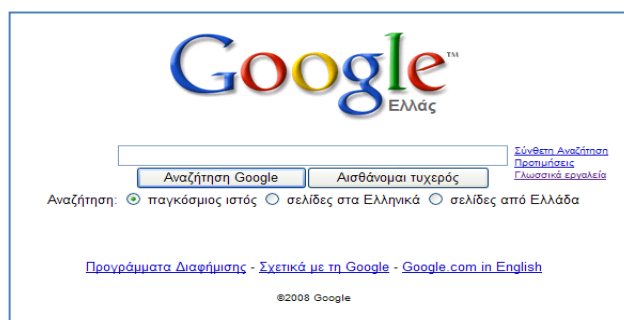 Google™
Ελλάς
Σύνθετη Αναζήτηση
Προτιμήσεις
Γλωσσικά εργαλεία
Αναζήτηση Google Αισθάνομαι τυχερός
Αναζήτηση: παγκόσμιος ιστός σελίδες στα Ελληνικά σελίδες από Ελλάδα
Προγράμματα Διαφήμισης - Σχετικά με τη Google - Google.com in English
©2008 Google